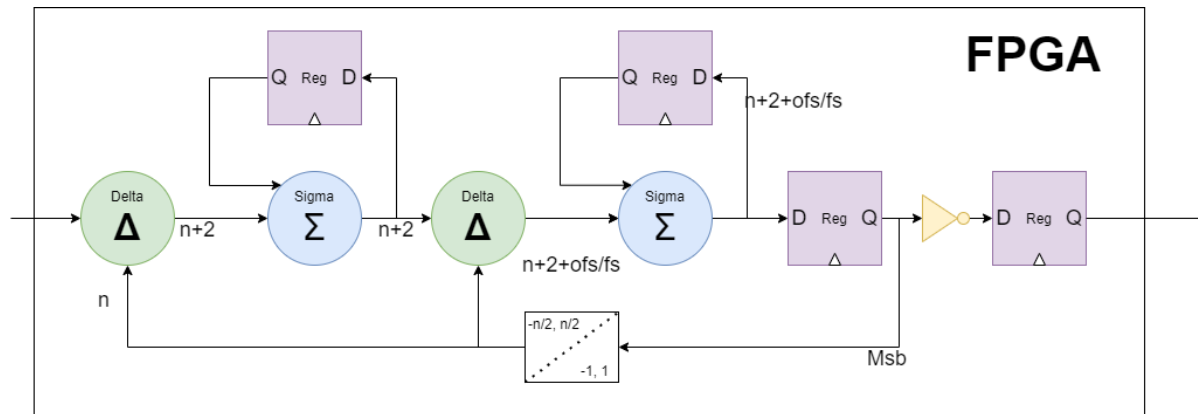 FPGA
Q Reg D
Q Reg D
n+2+ofs/fs
Delta
Δ
n+2
Sigma
Σ
n+2
Delta
Δ
n+2+ofs/fs
Sigma
Σ
D Reg Q
D Reg Q
n
-n/2, n/2
-1, 1
Msb